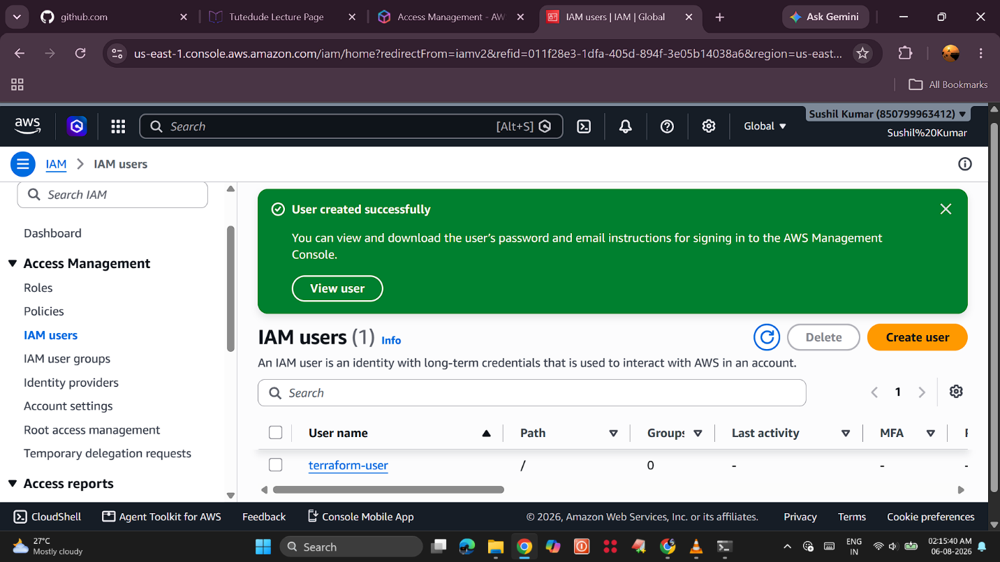 github.com
Tutedude Lecture Page
Access Management - AW
IAM users | IAM | Global
Ask Gemini
us-east-1.console.aws.amazon.com/iam/home?redirectFrom=iamv2&refid=011f28e3-1dfa-405d-894f-3e05b14038a6&region=us-east...
All Bookmarks
aws
Search
[Alt+S]
Global
Sushil Kumar (850799963412)
Sushil%20Kumar
IAM
IAM users
Search IAM
Dashboard
Access Management
Roles
Policies
IAM users
IAM user groups
Identity providers
Account settings
Root access management
Temporary delegation requests
Access reports
User created successfully
You can view and download the user's password and email instructions for signing in to the AWS Management
Console.
View user
IAM users (1) Info
Delete
Create user
An IAM user is an identity with long-term credentials that is used to interact with AWS in an account.
Search
1
User name
Path
Groups
Last activity
MFA
terraform-user
/
0
-
-
-
CloudShell
Agent Toolkit for AWS
Feedback
Console Mobile App
© 2026, Amazon Web Services, Inc. or its affiliates.
Privacy
Terms
Cookie preferences
27°C
Mostly cloudy
Search
ENG
IN
02:15:40 AM
06-08-2026